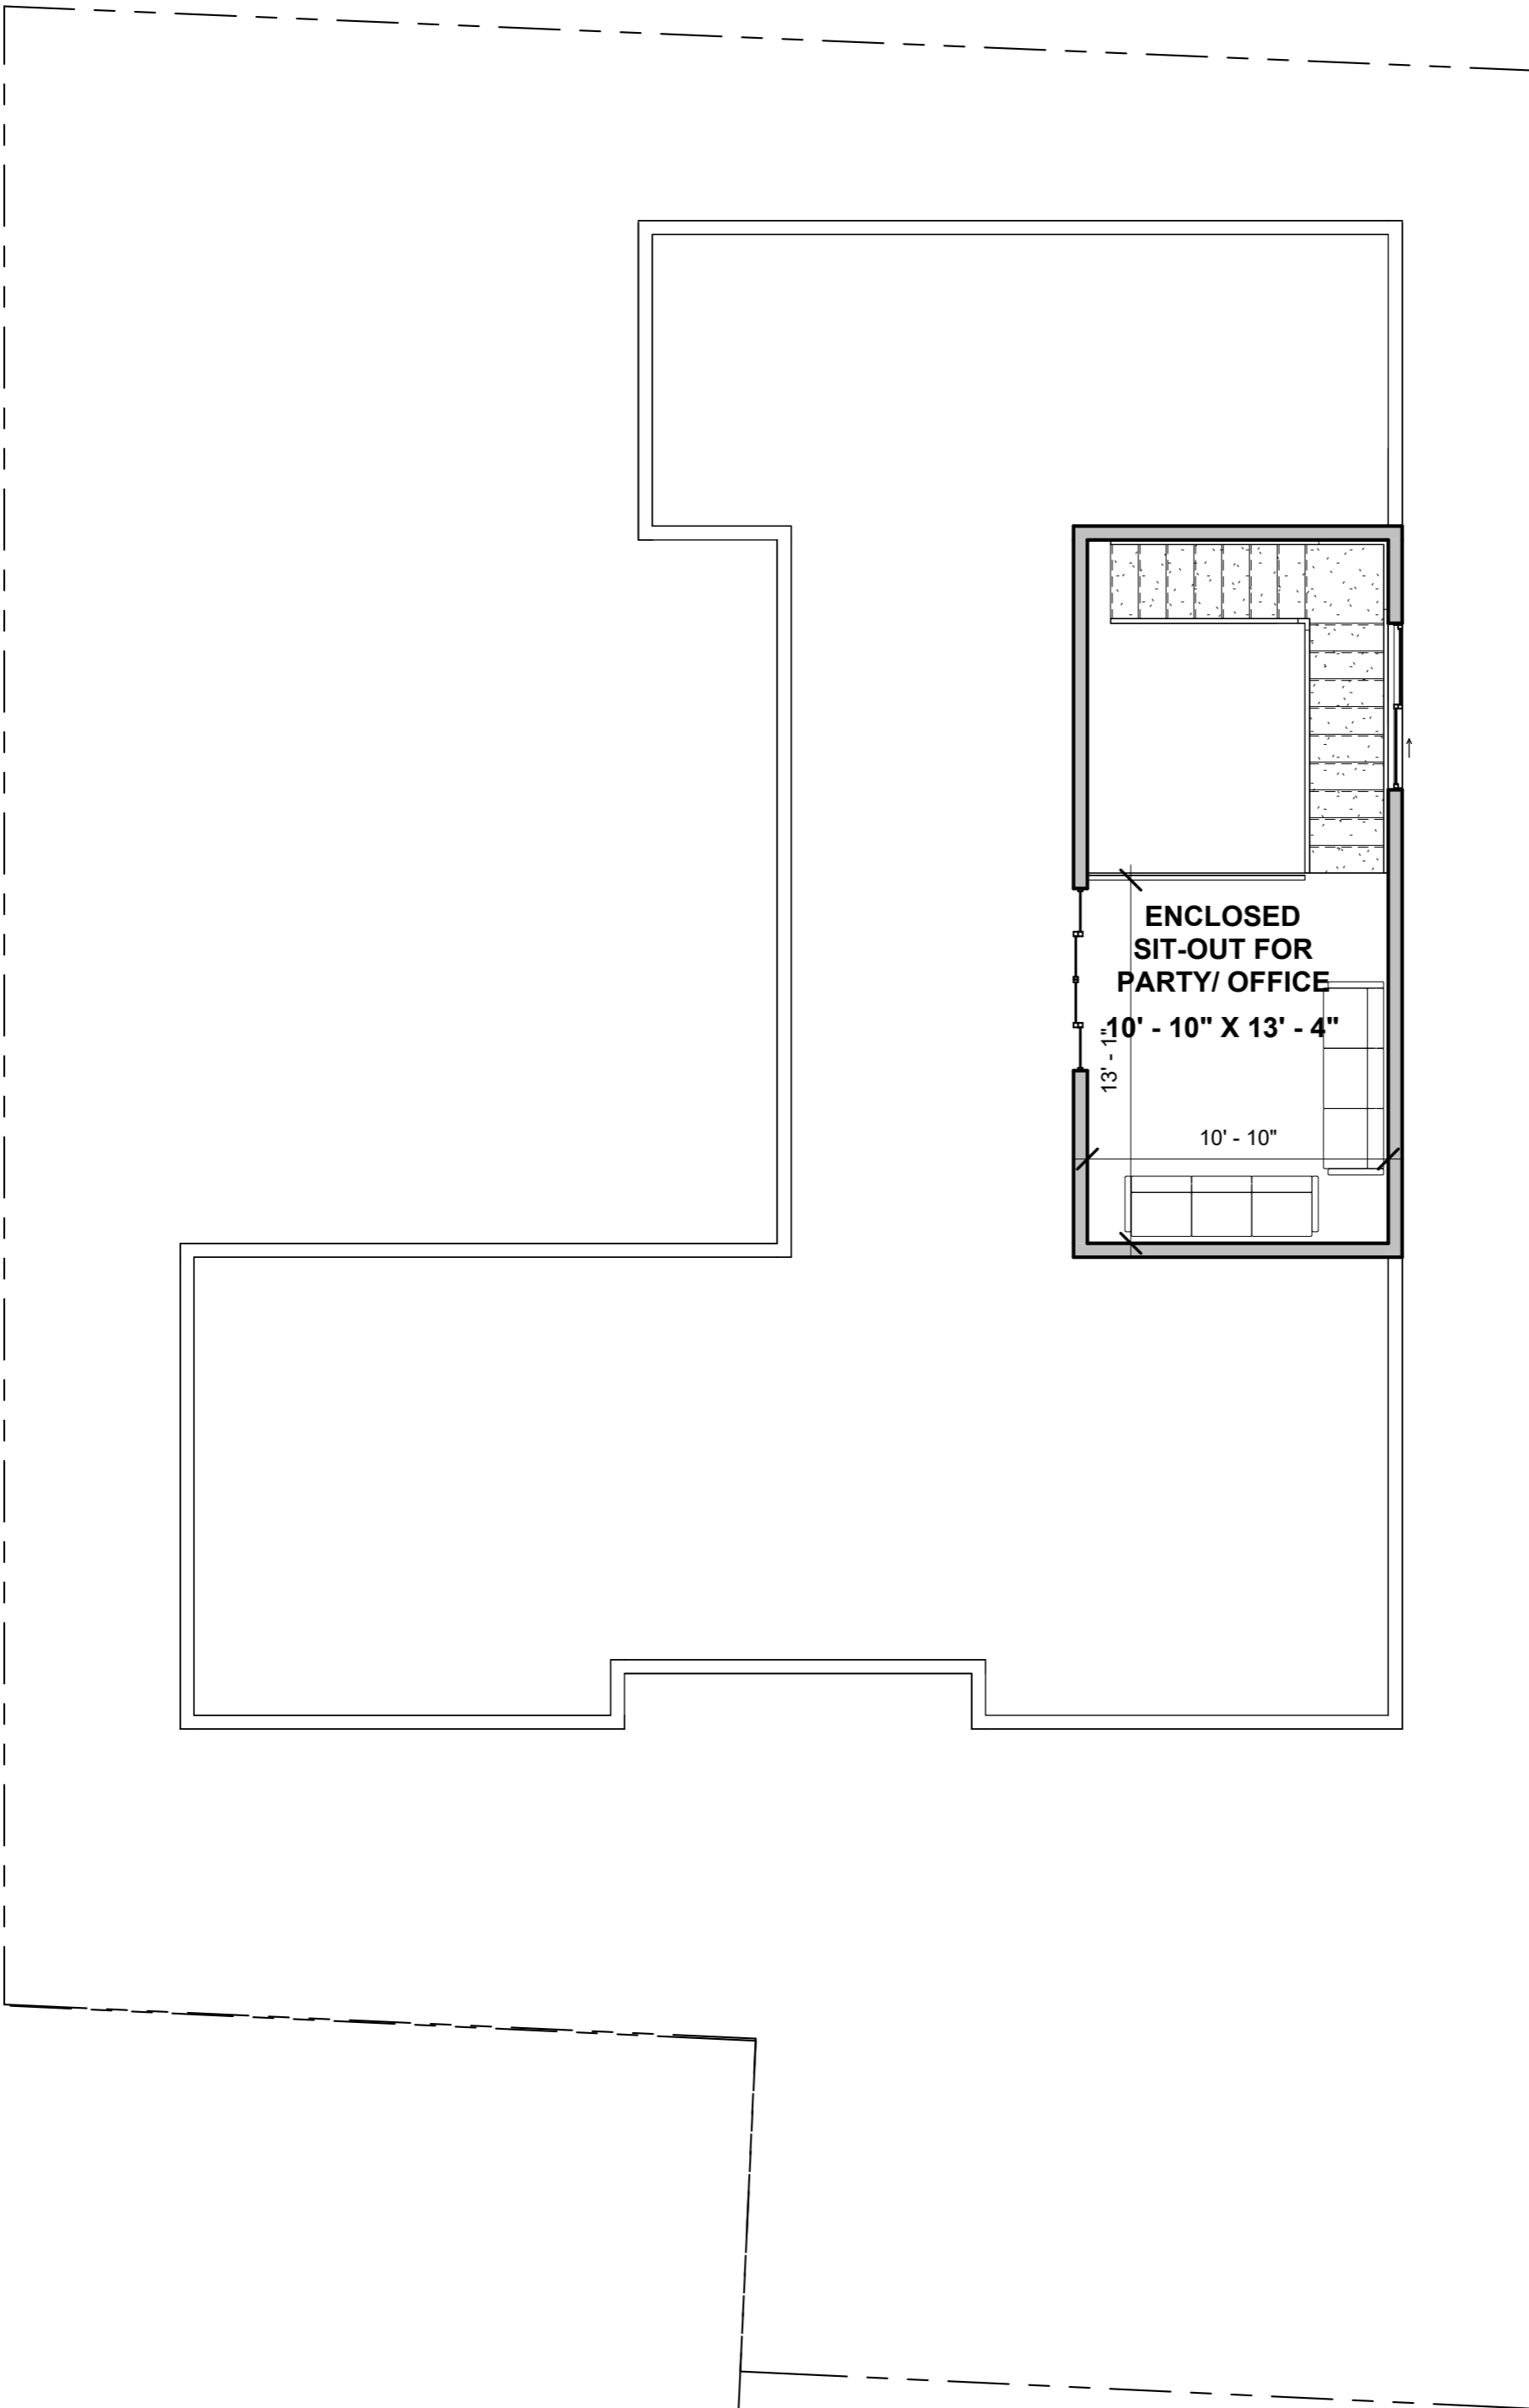 ENCLOSED
SIT-OUT FOR
PARTY/ OFFICE
10' - 10" X 13' - 4"
13' - 1"
10' - 10"